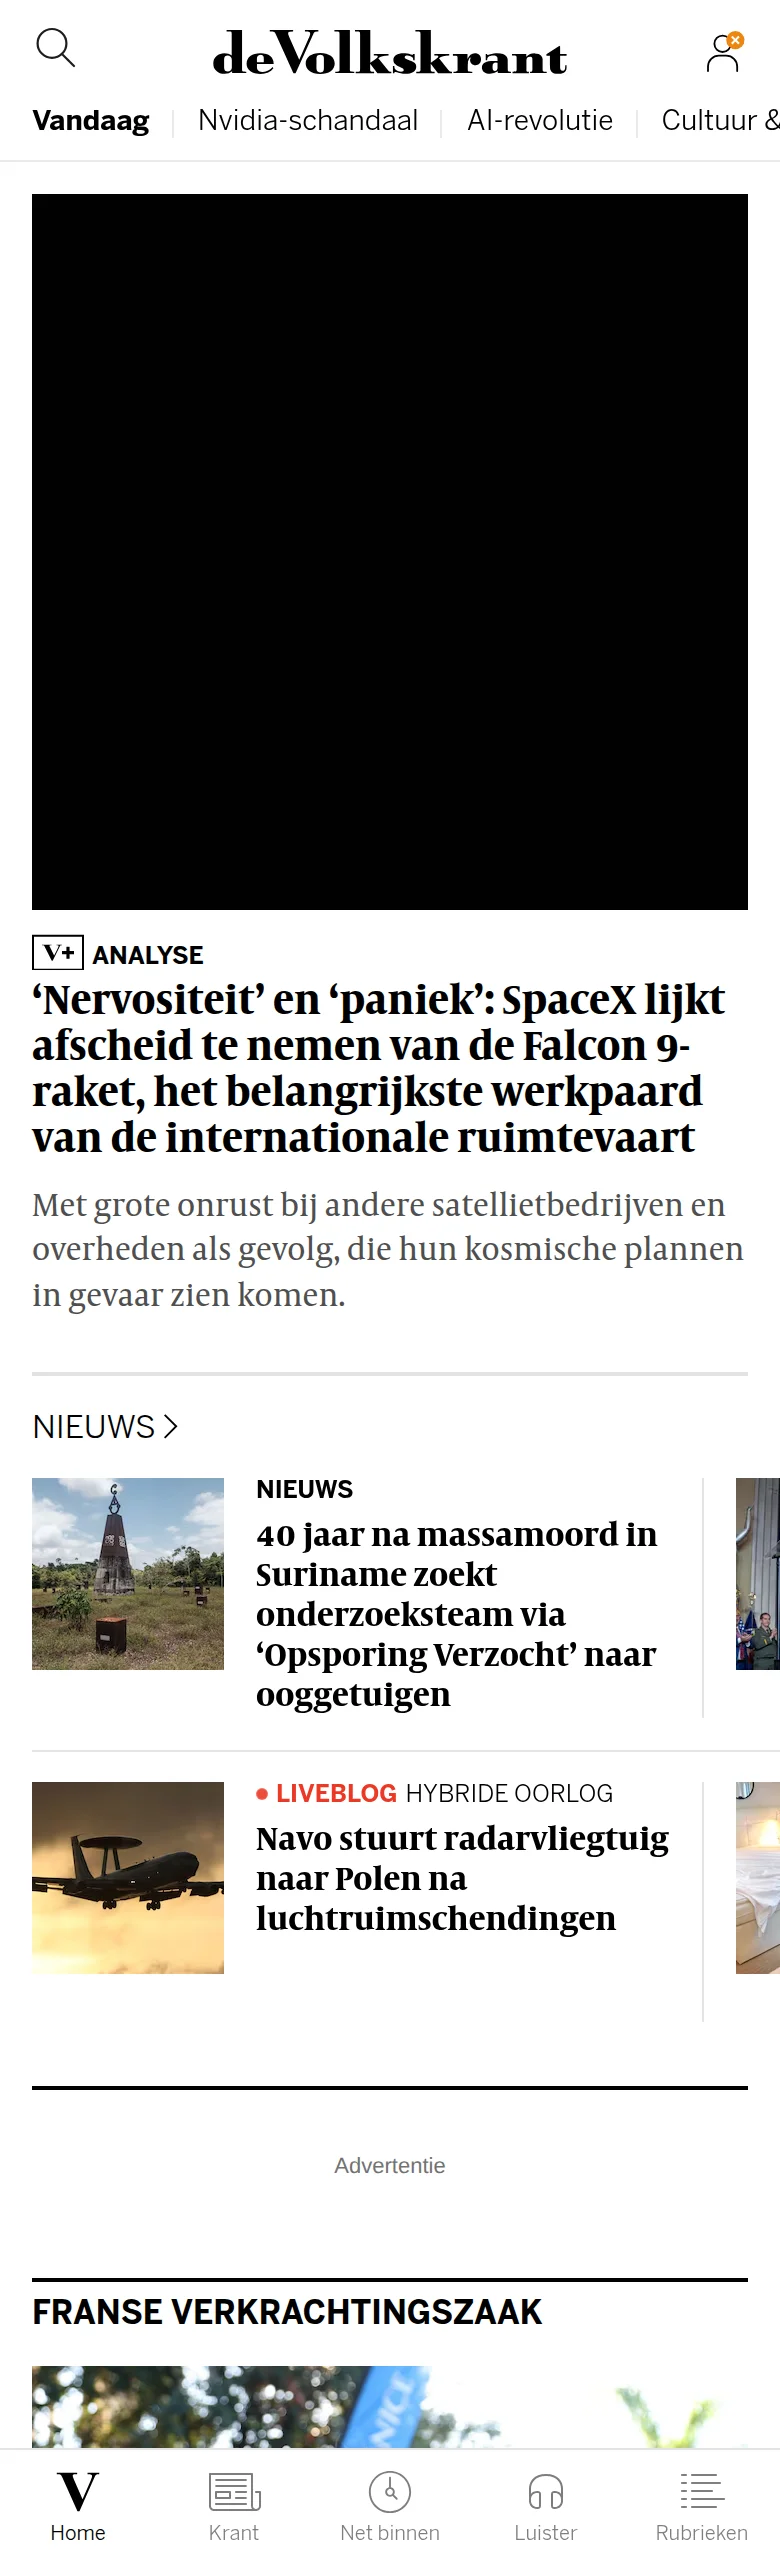 deVolkskrant
Vandaag
Nvidia-schandaal
AI-revolutie
Cultuur &
V+ ANALYSE
‘Nervositeit’ en ‘paniek’: SpaceX lijkt
afscheid te nemen van de Falcon 9-
raket, het belangrijkste werkpaard
van de internationale ruimtevaart
Met grote onrust bij andere satellietbedrijven en
overheden als gevolg, die hun kosmische plannen
in gevaar zien komen.
NIEUWS
NIEUWS
40 jaar na massamoord in
Suriname zoekt
onderzoeksteam via
‘Opsporing Verzocht’ naar
ooggetuigen
LIVEBLOG HYBRIDE OORLOG
Navo stuurt radarvliegtuig
naar Polen na
luchtruimschendingen
Advertentie
FRANSE VERKRACHTINGSZAAK
NICE
V
Home
Krant
Net binnen
Luister
Rubrieken